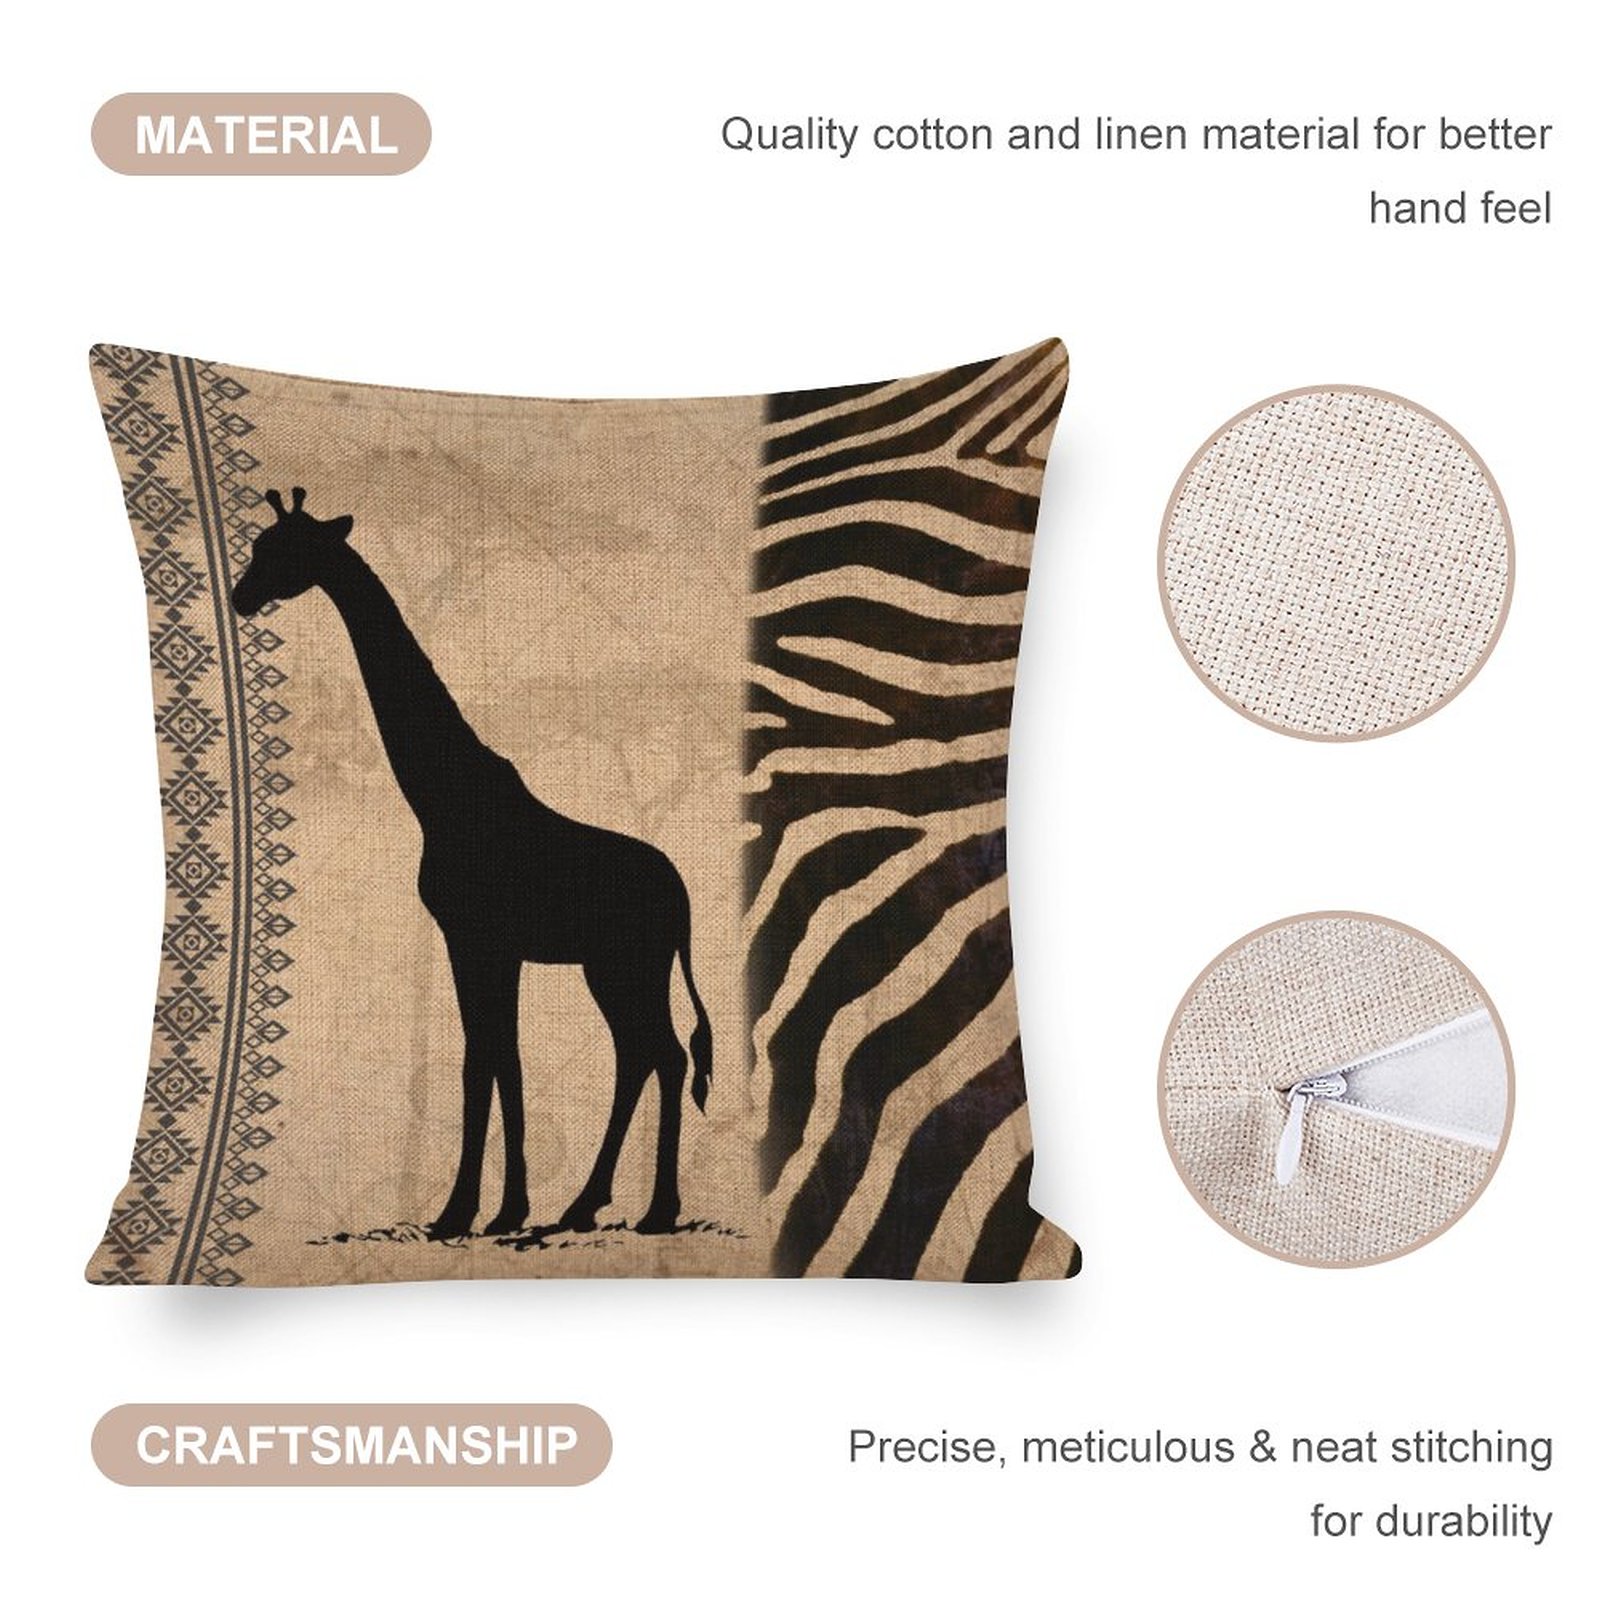 MATERIAL
Quality cotton and linen material for better
hand feel
CRAFTSMANSHIP
Precise, meticulous & neat stitching
for durability